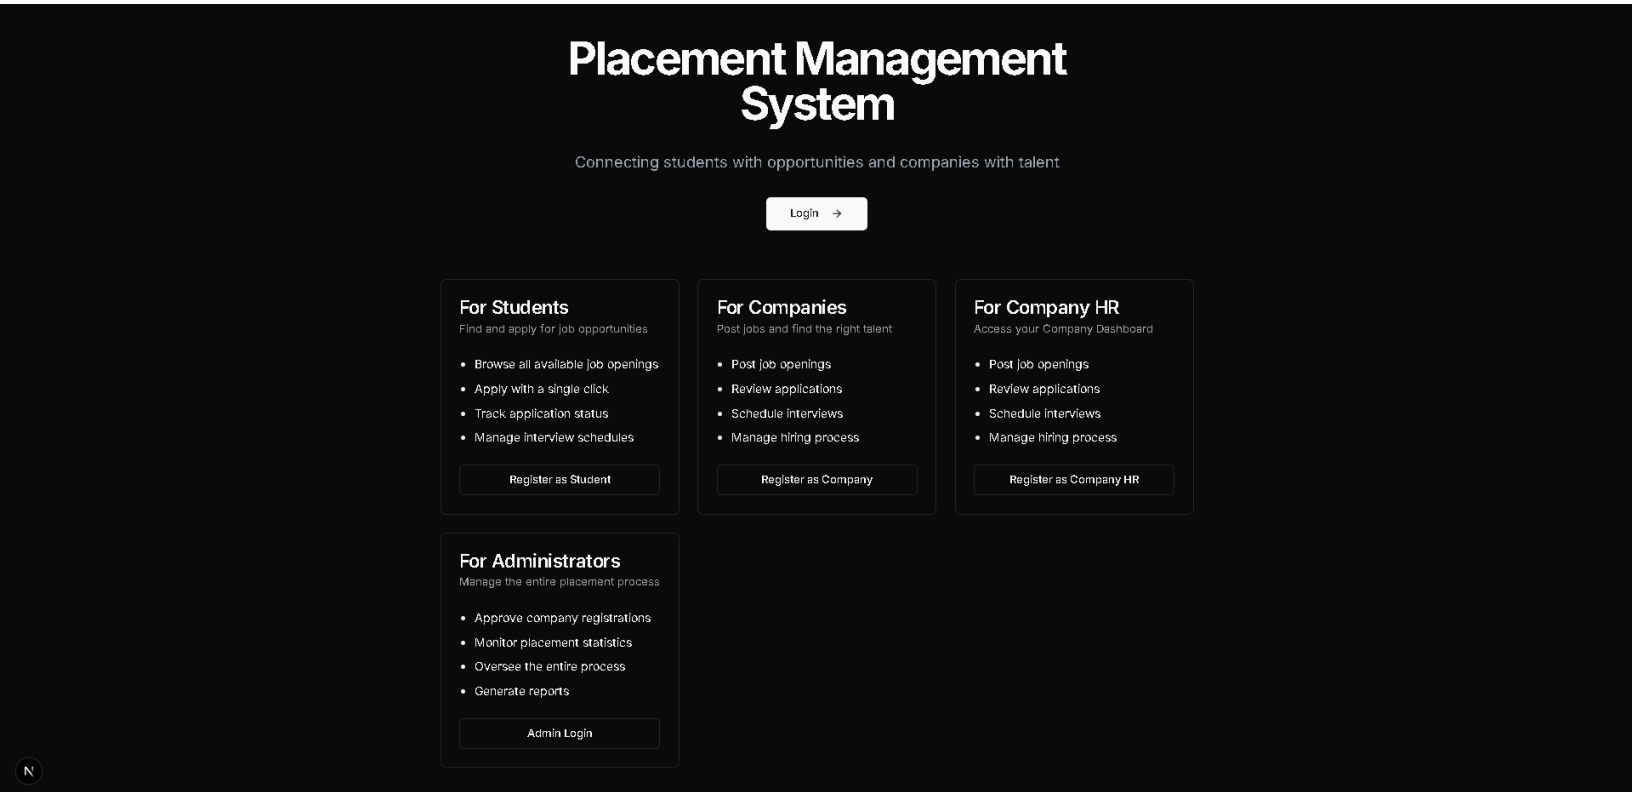 Placement Management
System
Connecting students with opportunities and companies with talent
Login →
For Students
Find and apply for job opportunities
• Browse all available job openings
• Apply with a single click
• Track application status
• Manage interview schedules
Register as Student
For Companies
Post jobs and find the right talent
• Post job openings
• Review applications
• Schedule interviews
• Manage hiring process
Register as Company
For Company HR
Access your Company Dashboard
• Post job openings
• Review applications
• Schedule interviews
• Manage hiring process
Register as Company HR
For Administrators
Manage the entire placement process
• Approve company registrations
• Monitor placement statistics
• Oversee the entire process
• Generate reports
Admin Login
N